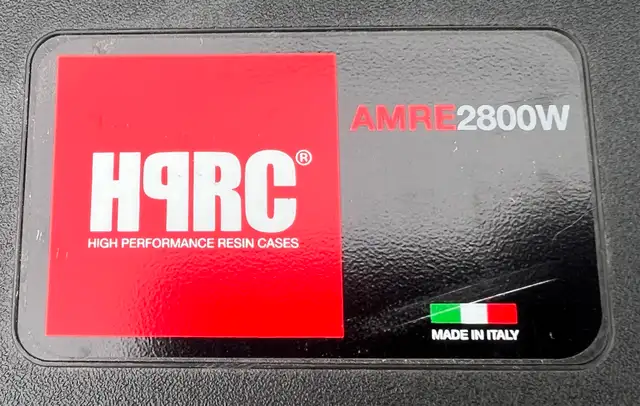 HPRC®
HIGH PERFORMANCE RESIN CASES
AMRE2800W
MADE IN ITALY